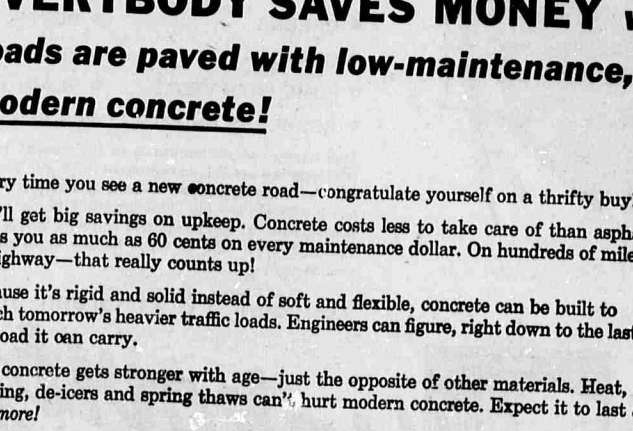 VERYBODY SAVES MONEY w
oads are paved with low-maintenance,
odern concrete!
ry time you see a new concrete road—congratulate yourself on a thrifty buy
'll get big savings on upkeep. Concrete costs less to take care of than asph
s you as much as 60 cents on every maintenance dollar. On hundreds of mile
ighway—that really counts up!
use it's rigid and solid instead of soft and flexible, concrete can be built to
ch tomorrow's heavier traffic loads. Engineers can figure, right down to the last
oad it can carry.
concrete gets stronger with age—just the opposite of other materials. Heat,
ing, de-icers and spring thaws can't hurt modern concrete. Expect it to last
more!